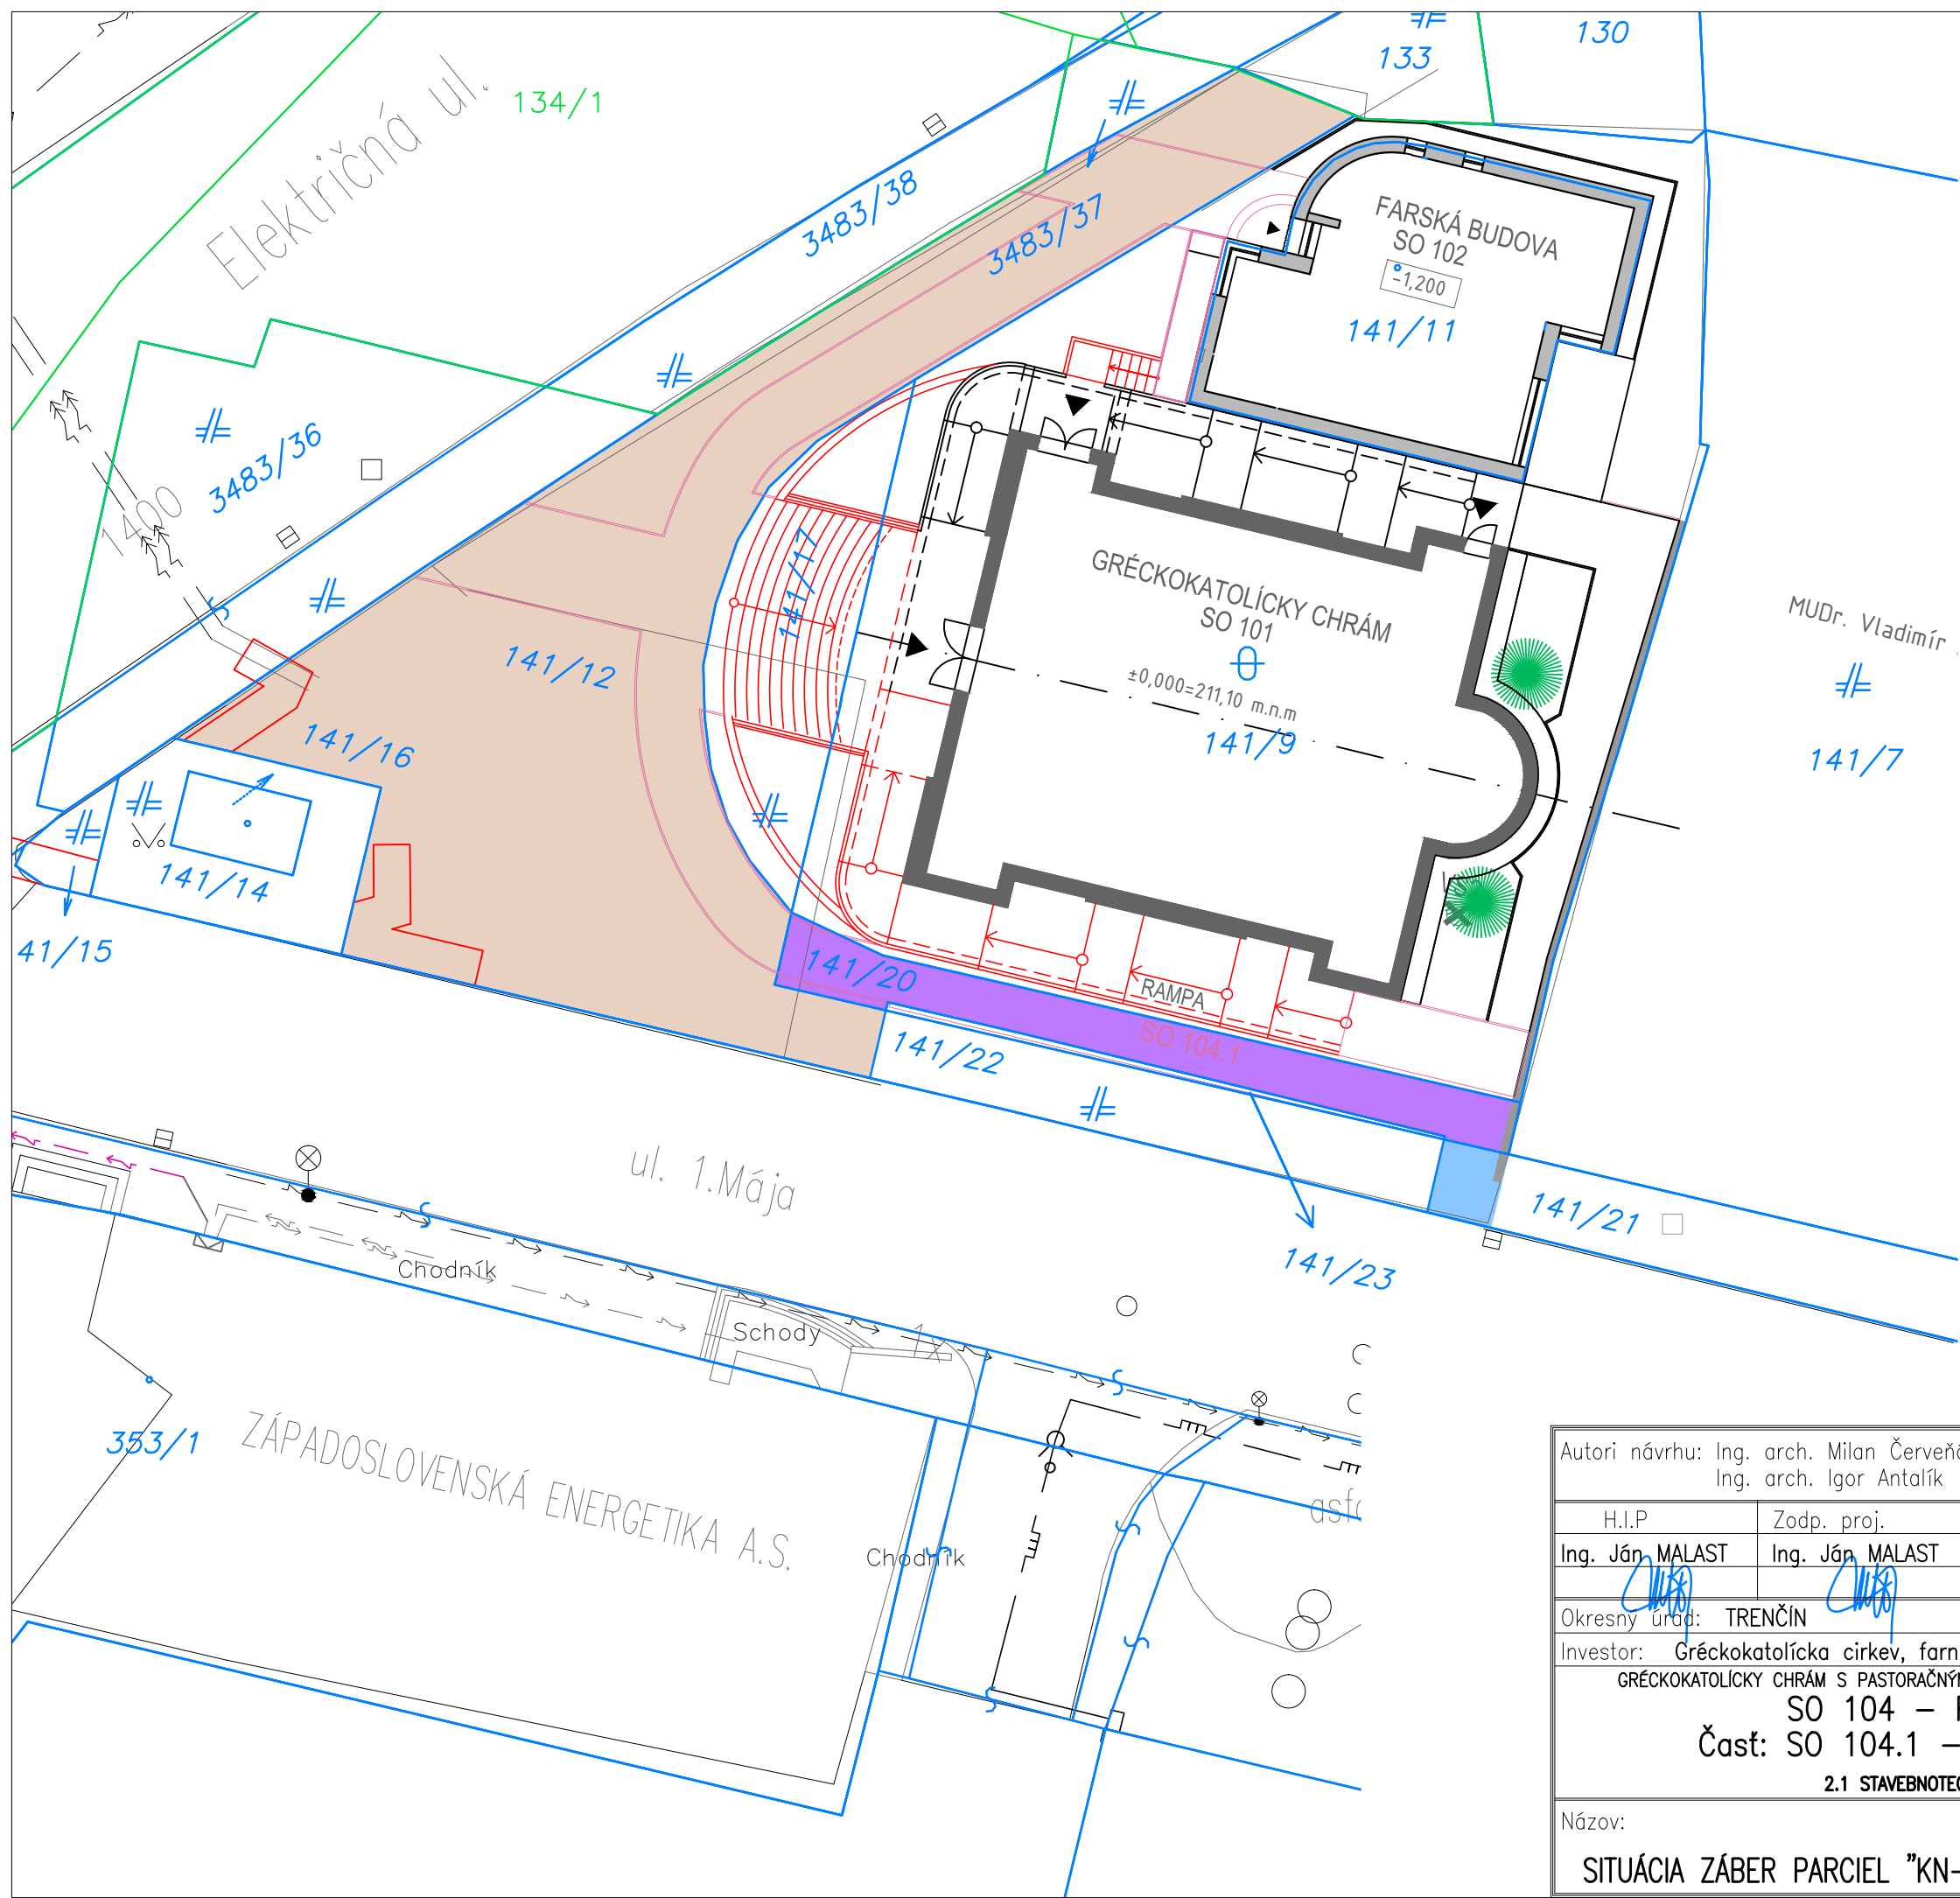 130
133
134/1
Električná ul.
3483/38
3483/37
FARSKÁ BUDOVA
SO 102
-1,200
141/11
3483/36
1400
141/17
GRÉCKOKATOLÍCKY CHRÁM
SO 101
±0,000=211,10 m.n.m
141/9
MUDr. Vladimír
141/7
141/12
141/16
141/14
41/15
141/20
RAMPA
SO 104.1
141/22
141/21
141/23
ul. 1.Mája
Chodník
Schody
353/1
ZÁPADOSLOVENSKÁ ENERGETIKA A.S.
Chodník
Autori návrhu: Ing. arch. Milan
Ing. arch. Igor Antalík
H.I.P Zodp. proj.
Ing. Ján MALAST Ing. Ján MALAST
Okresný úrad: TRENČÍN
Investor: Gréckokatolícka cirkev, farn
GRÉCKOKATOLÍCKY CHRÁM S
SO 104 –
Časť: SO 104.1 –
2.1
Názov:
SITUÁCIA ZÁBER PARCIEL "KN-